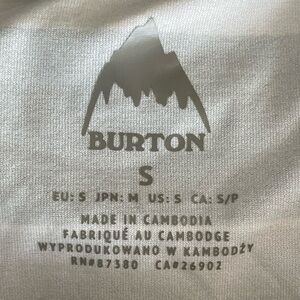 BURTON
S
EU: S JPN: M US: S CA: S/P
MADE IN CAMBODIA
FABRIQUÉ AU CAMBODGE
WYPRODUKOWANO W KAMBODŻY
RN#87380 CA#26902